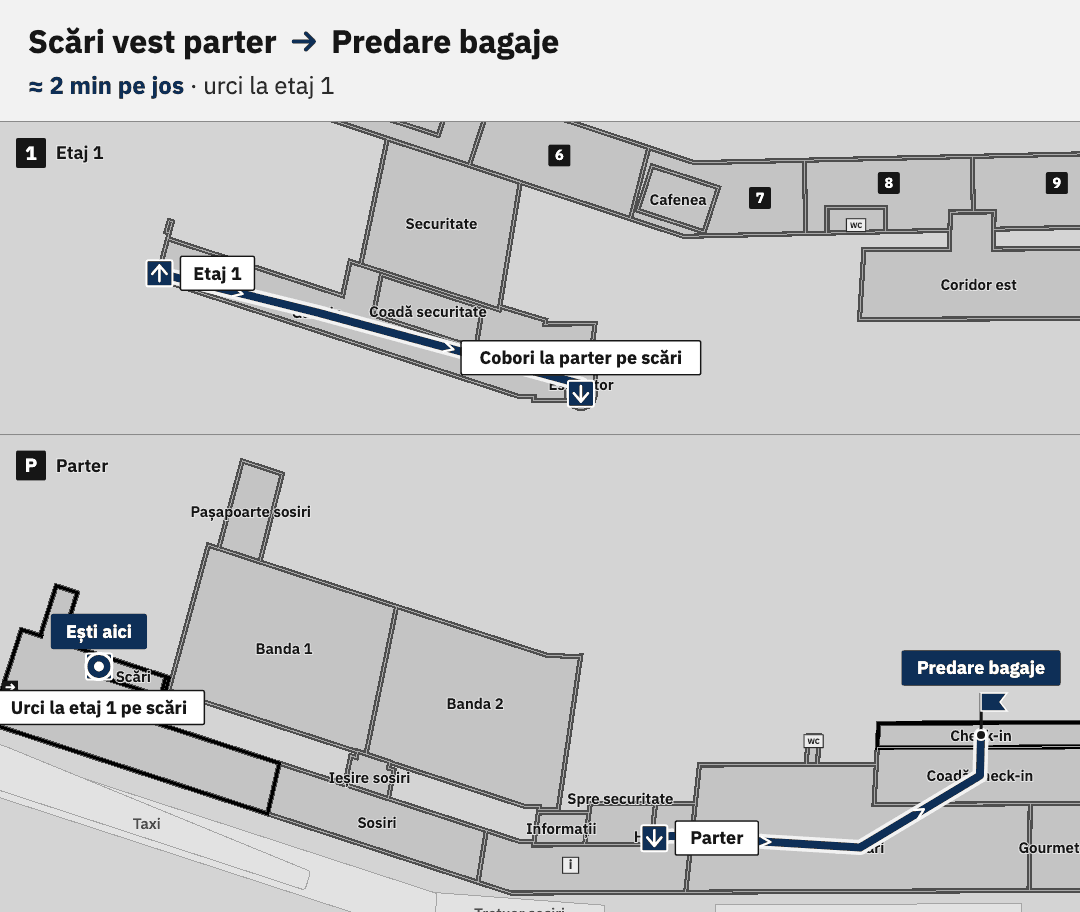 Scări vest parter → Predare bagaje
≈ 2 min pe jos · urci la etaj 1
1 Etaj 1
6
7
8
9
Cafenea
WC
Securitate
Coridor est
Etaj 1
Coadă securitate
Cobori la parter pe scări
P Parter
Pașapoarte sosiri
Banda 1
Banda 2
Ești aici
Scări
Urci la etaj 1 pe scări
Predare bagaje
WC
Ieșire sosiri
Spre securitate
Sosiri
Informații
Parter
Taxi
i
Gourmet